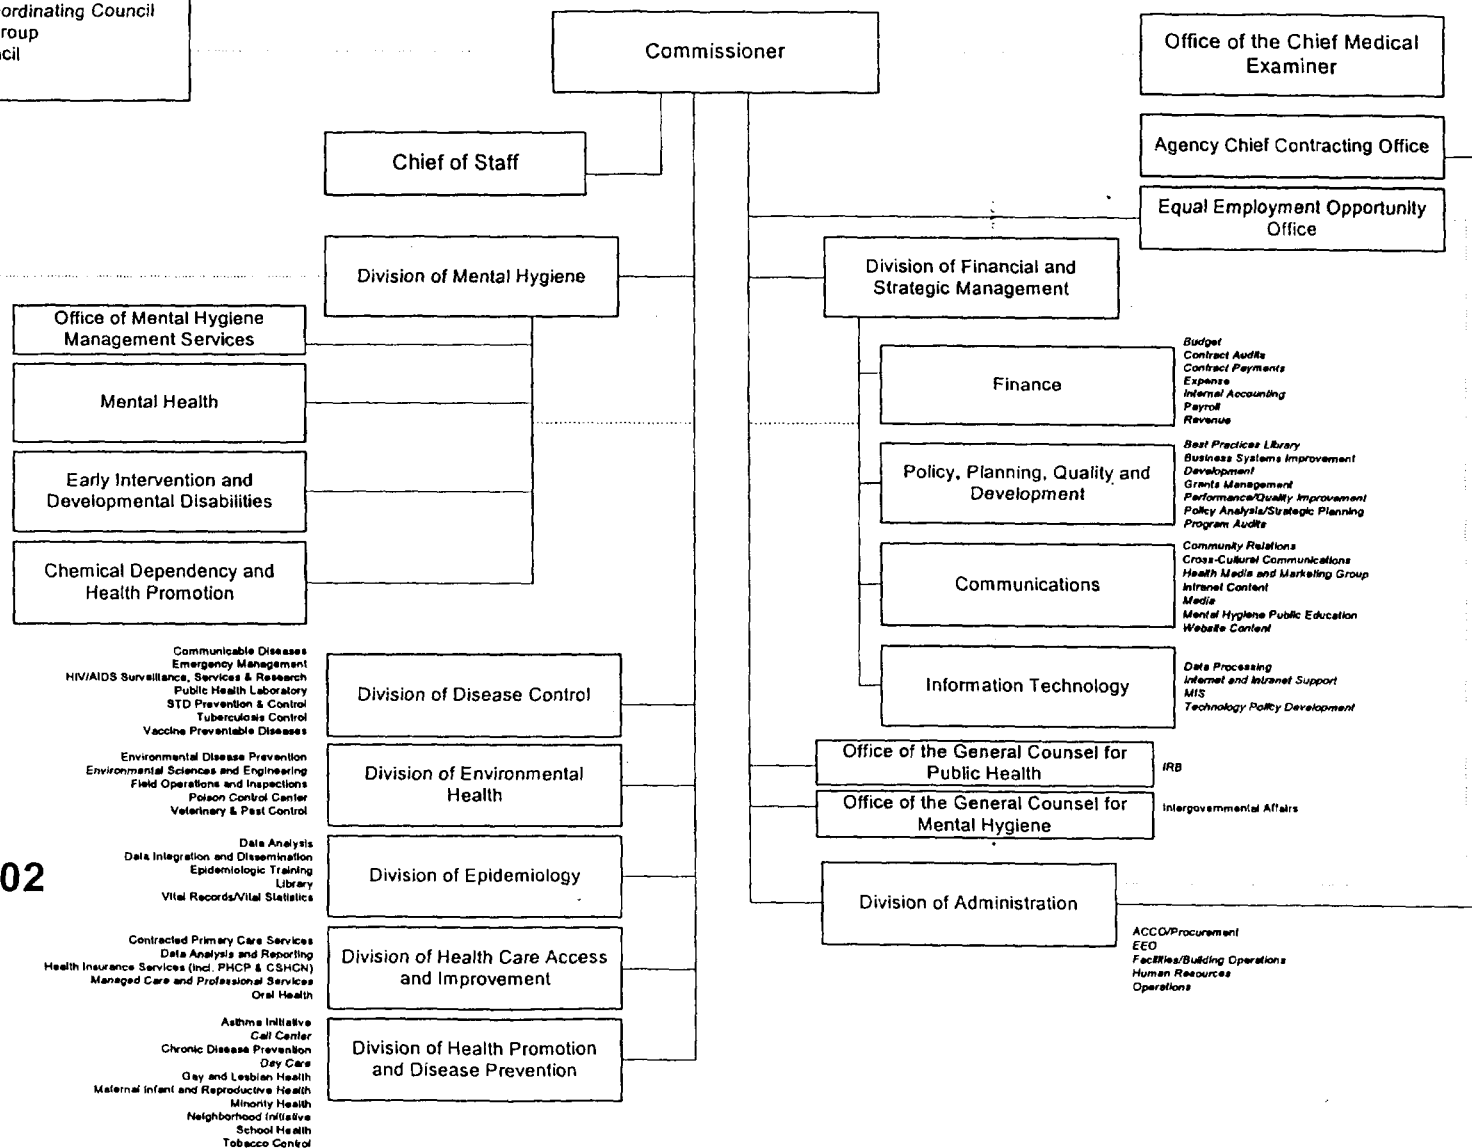 ordinating Council
roup
cil
Commissioner
Office of the Chief Medical
Examiner
Agency Chief Contracting Office
Equal Employment Opportunity
Office
Chief of Staff
Division of Mental Hygiene
Office of Mental Hygiene
Management Services
Mental Health
Early Intervention and
Developmental Disabilities
Chemical Dependency and
Health Promotion
Division of Financial and
Strategic Management
Finance
Budget
Contract Audits
Contract Payments
Expense
Internal Accounting
Payroll
Revenue
Policy, Planning, Quality and
Development
Best Practices Library
Business Systems Improvement
Development
Grants Management
Performance/Quality Improvement
Policy Analysis/Strategic Planning
Program Audits
Communications
Community Relations
Cross-Cultural Communications
Health Media and Marketing Group
Intranet Content
Media
Mental Hygiene Public Education
Website Content
Information Technology
Data Processing
Internet and Intranet Support
MIS
Technology Policy Development
Communicable Diseases
Emergency Management
HIV/AIDS Surveillance, Services & Research
Public Health Laboratory
STD Prevention & Control
Tuberculosis Control
Vaccine Preventable Diseases
Division of Disease Control
Environmental Disease Prevention
Environmental Sciences and Engineering
Field Operations and Inspections
Poison Control Center
Veterinary & Pest Control
Division of Environmental
Health
Office of the General Counsel for
Public Health
IRB
Office of the General Counsel for
Mental Hygiene
Intergovernmental Affairs
02
Data Analysis
Data Integration and Dissemination
Epidemiologic Training
Library
Vital Records/Vital Statistics
Division of Epidemiology
Division of Administration
ACCO/Procurement
EEO
Facilities/Building Operations
Human Resources
Operations
Contracted Primary Care Services
Data Analysis and Reporting
Health Insurance Services (incl. PHCP & CSHCN)
Managed Care and Professional Services
Oral Health
Division of Health Care Access
and Improvement
Asthma Initiative
Call Center
Chronic Disease Prevention
Day Care
Gay and Lesbian Health
Maternal Infant and Reproductive Health
Minority Health
Neighborhood Initiative
School Health
Tobacco Control
Division of Health Promotion
and Disease Prevention